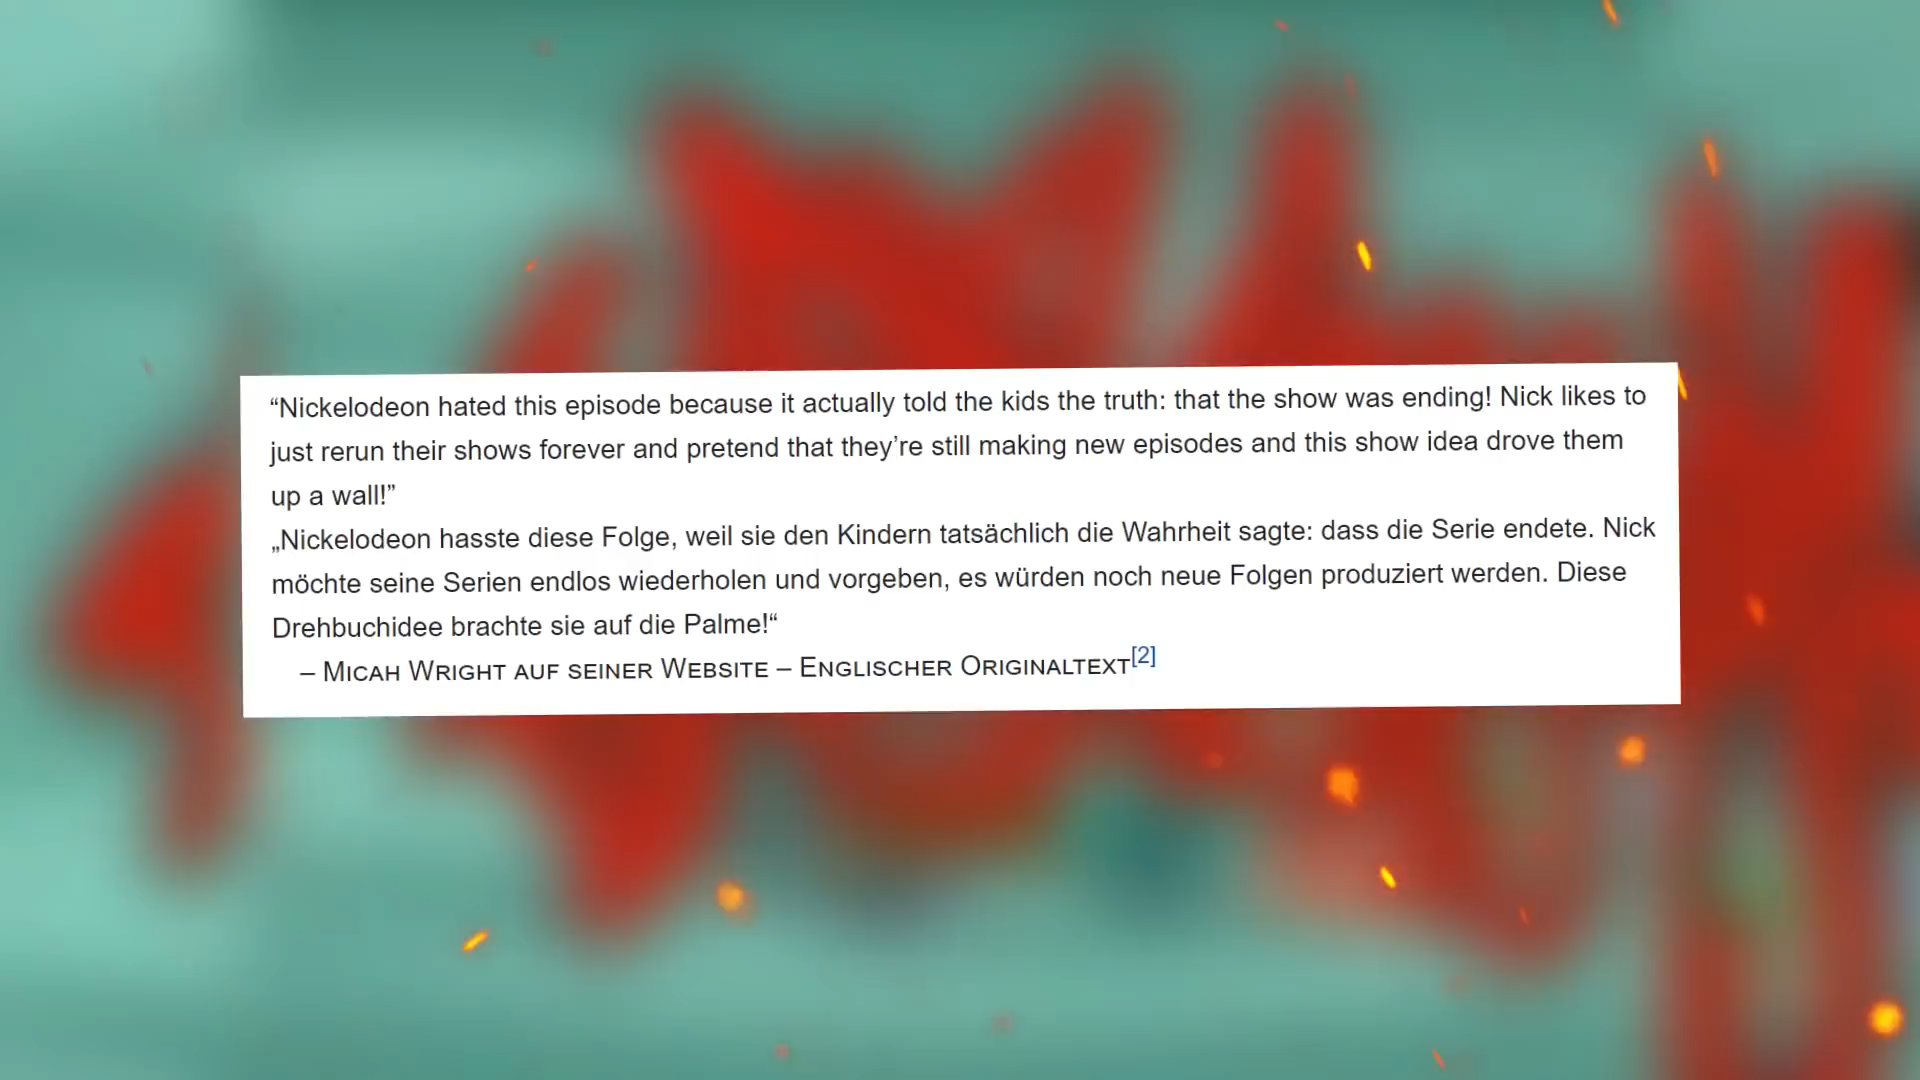 “Nickelodeon hated this episode because it actually told the kids the truth: that the show was ending! Nick likes to
just rerun their shows forever and pretend that they’re still making new episodes and this show idea drove them
up a wall!”
„Nickelodeon hasste diese Folge, weil sie den Kindern tatsächlich die Wahrheit sagte: dass die Serie endete. Nick
möchte seine Serien endlos wiederholen und vorgeben, es würden noch neue Folgen produziert werden. Diese
Drehbuchidee brachte sie auf die Palme!“
– MICAH WRIGHT AUF SEINER WEBSITE – ENGLISCHER ORIGINALTEXT[2]